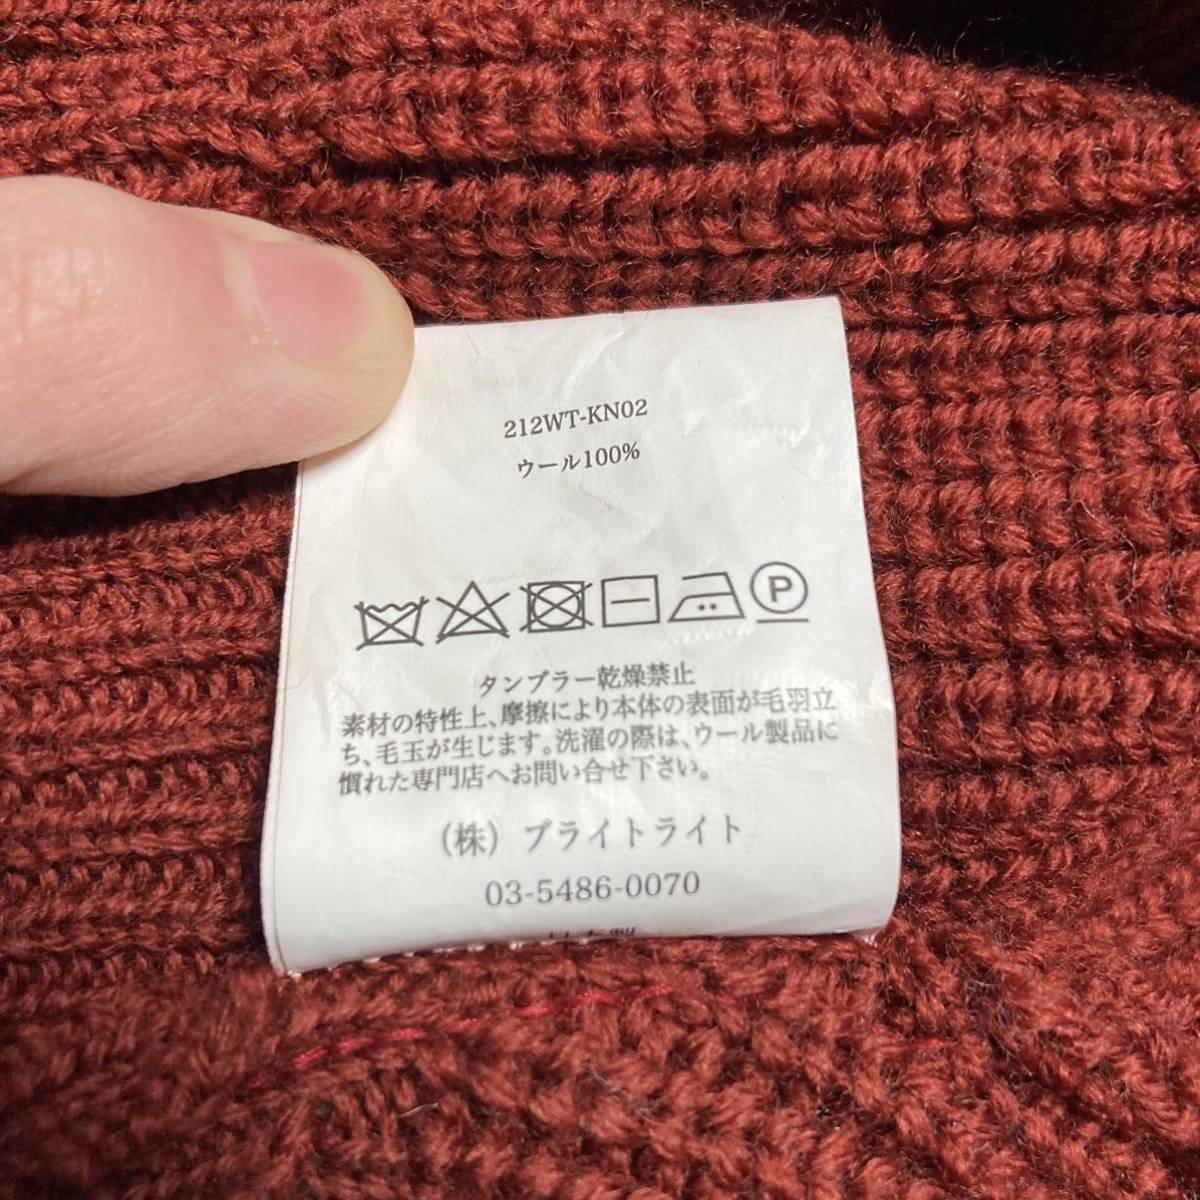 212WT-KN02
ウール100%
P
タンブラー乾燥禁止
素材の特性上、摩擦により本体の表面が毛羽立
ち、毛玉が生じます。洗濯の際は、ウール製品に
慣れた専門店へお問い合せ下さい。
(株) ブライトライト
03-5486-0070
日本製